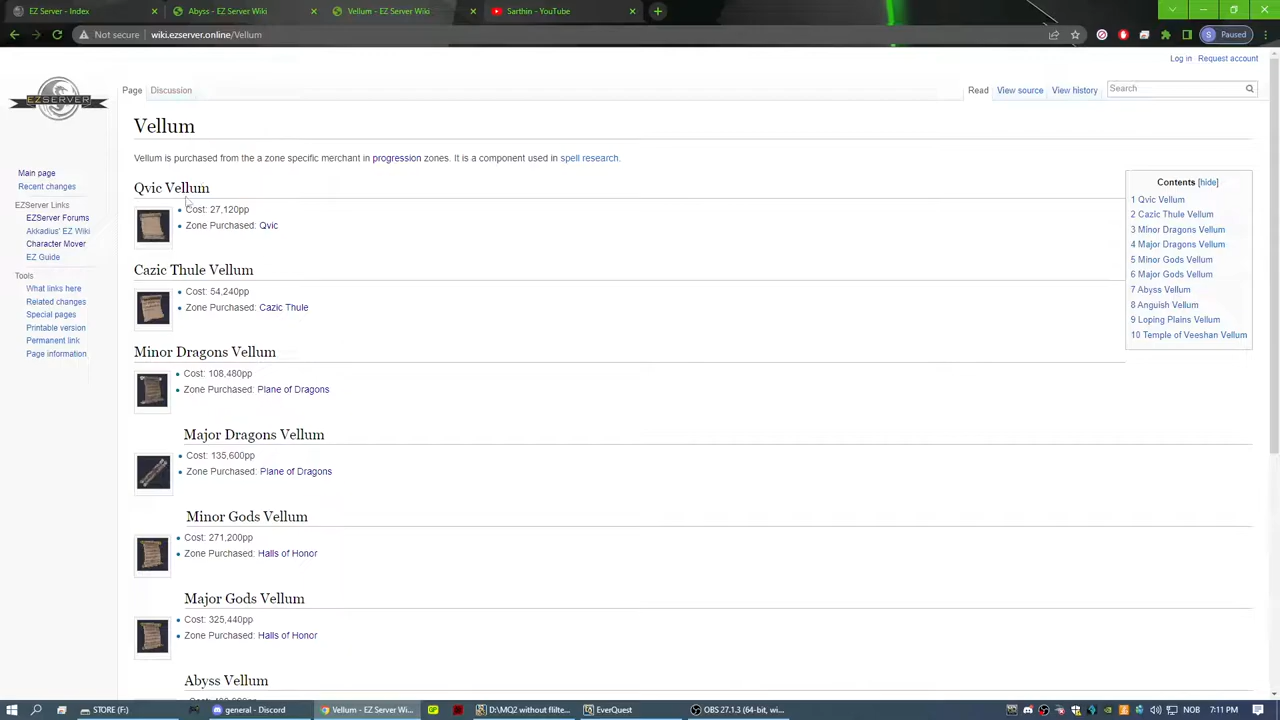 EZ Server - Index
Abyss - EZ Server Wiki
Vellum - EZ Server Wiki
Sarthin - YouTube
Not secure
wiki.ezserver.online/Vellum
S
Paused
Log in
Request account
EZSERVER
Page
Discussion
Read
View source
View history
Search
Vellum
Vellum is purchased from the a zone specific merchant in progression zones. It is a component used in spell research.
Main page
Recent changes
EZServer Links
EZServer Forums
Akkadius' EZ Wiki
Character Mover
EZ Guide
Tools
What links here
Related changes
Special pages
Printable version
Permanent link
Page information
Qvic Vellum
Cost: 27,120pp
Zone Purchased: Qvic
Cazic Thule Vellum
Cost: 54,240pp
Zone Purchased: Cazic Thule
Minor Dragons Vellum
Cost: 108,480pp
Zone Purchased: Plane of Dragons
Major Dragons Vellum
Cost: 135,600pp
Zone Purchased: Plane of Dragons
Minor Gods Vellum
Cost: 271,200pp
Zone Purchased: Halls of Honor
Major Gods Vellum
Cost: 325,440pp
Zone Purchased: Halls of Honor
Abyss Vellum
Contents [hide]
1 Qvic Vellum
2 Cazic Thule Vellum
3 Minor Dragons Vellum
4 Major Dragons Vellum
5 Minor Gods Vellum
6 Major Gods Vellum
7 Abyss Vellum
8 Anguish Vellum
9 Loping Plains Vellum
10 Temple of Veeshan Vellum
STORE (F:)
general - Discord
Vellum - EZ Server Wi...
GF
D:\MQ2 without flilte...
EverQuest
OBS 27.1.3 (64-bit, wi...
NOB
7:11 PM